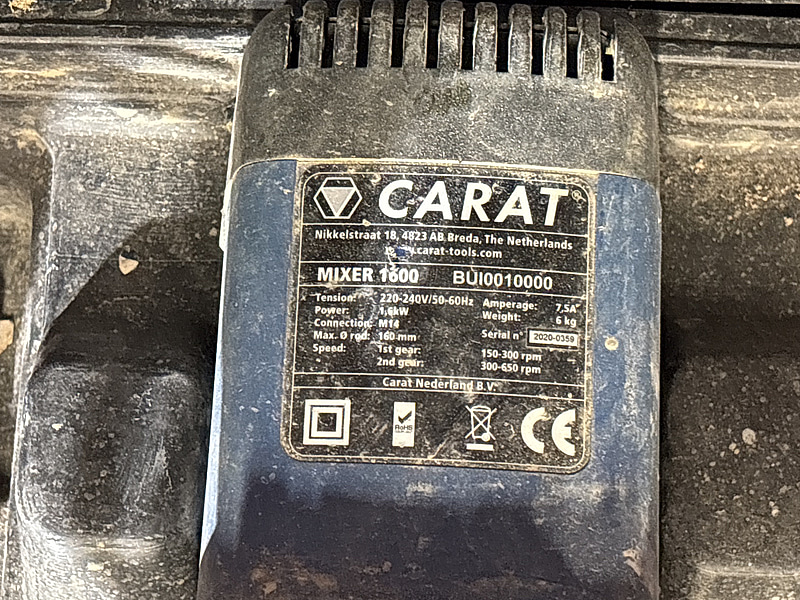 CARAT®
Nikkelstraat 18, 4823 AB Breda, The Netherlands
.carat-tools.com
MIXER 1600 BUI0010000
Tension: 220-240V/50-60Hz Amperage: 7,5A
Power: 1,6kW Weight: 6 kg
Connection: M14
Max. Ø rod: 160 mm Serial n° 2020-0359
Speed: 1st gear: 150-300 rpm
2nd gear: 300-650 rpm
Carat Nederland B.V.
RoHS
CE